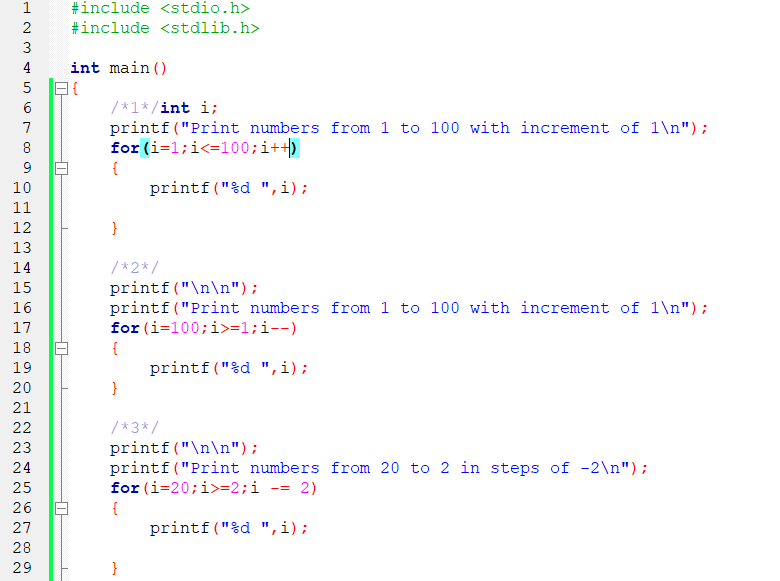 1 #include <stdio.h>
2 #include <stdlib.h>
3
4 int main()
5 {
6 /*1*/int i;
7 printf("Print numbers from 1 to 100 with increment of 1\n");
8 for(i=1;i<=100;i++)
9 {
10 printf("%d ",i);
11
12 }
13
14 /*2*/
15 printf("\n\n");
16 printf("Print numbers from 1 to 100 with increment of 1\n");
17 for(i=100;i>=1;i--)
18 {
19 printf("%d ",i);
20 }
21
22 /*3*/
23 printf("\n\n");
24 printf("Print numbers from 20 to 2 in steps of -2\n");
25 for(i=20;i>=2;i -= 2)
26 {
27 printf("%d ",i);
28
29 }